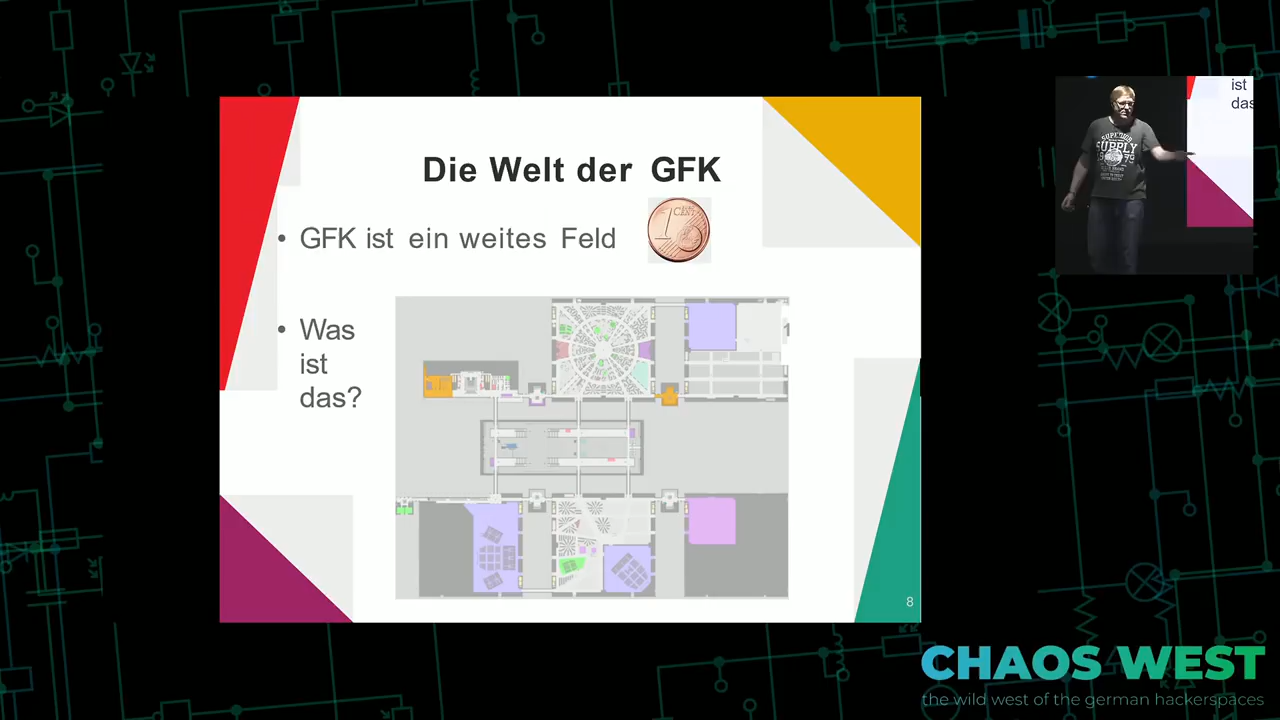 Die Welt der GFK
• GFK ist ein weites Feld
1 CENT
• Was
ist
das?
8
ist
das
SUPPLY
CHAOS WEST
the wild west of the german hackerspaces